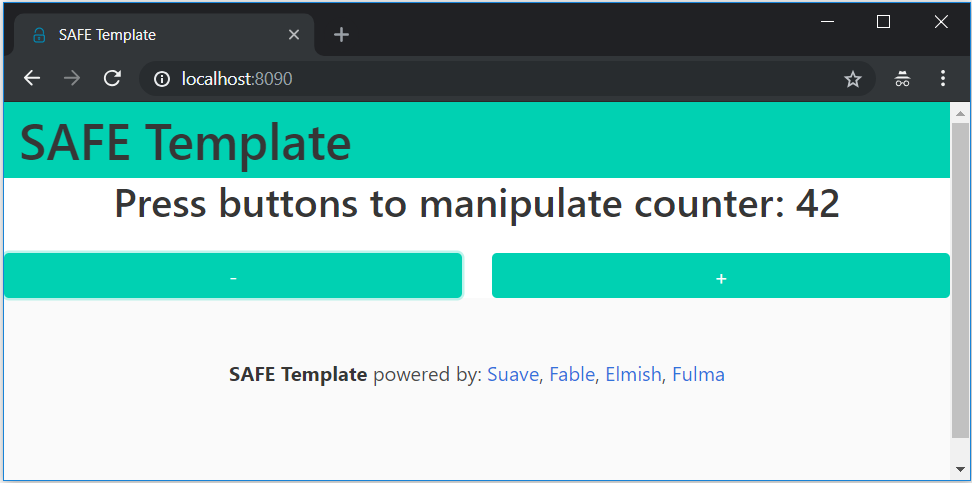 SAFE Template
localhost:8090
SAFE Template
Press buttons to manipulate counter: 42
- +
SAFE Template powered by: Suave, Fable, Elmish, Fulma